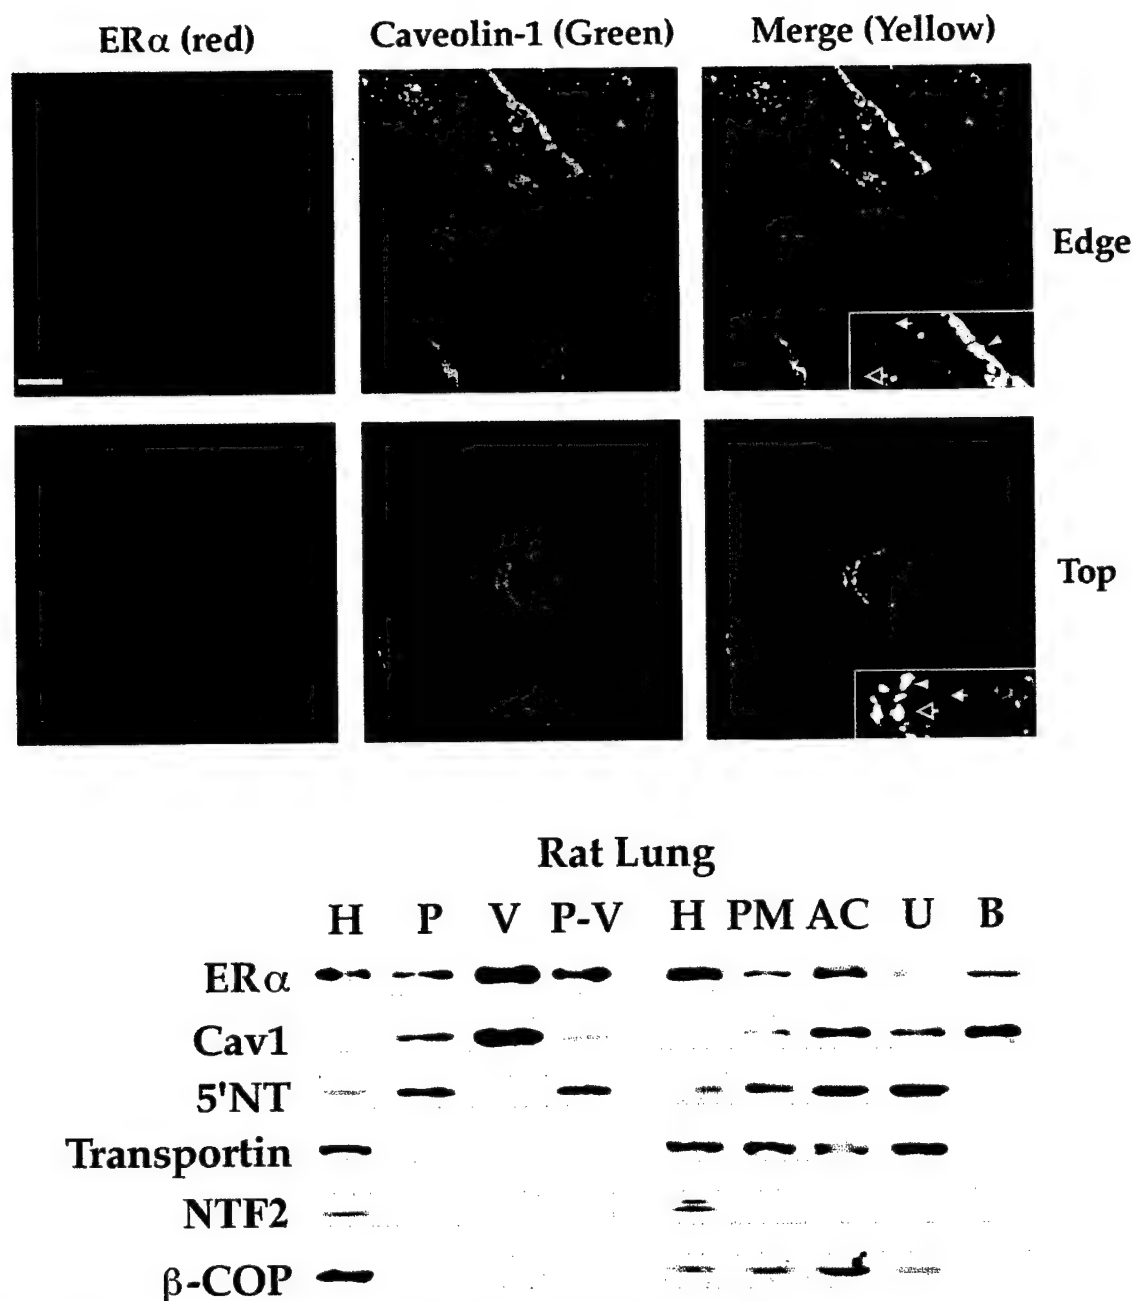 ERα (red) Caveolin-1 (Green) Merge (Yellow)
Edge
Top
Rat Lung
H P V P-V H PM AC U B
ERα
Cav1
5'NT
Transportin
NTF2
β-COP